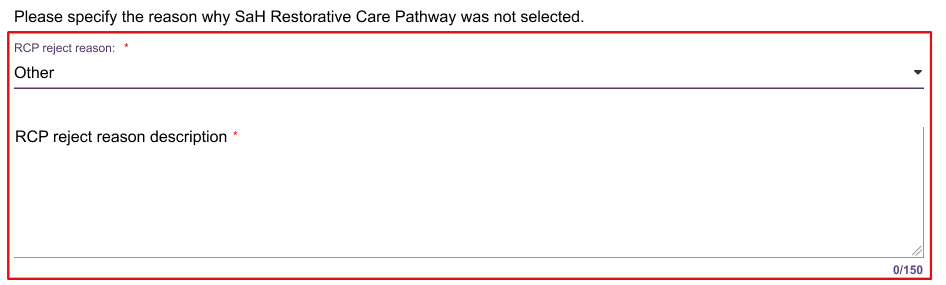 Please specify the reason why SaH Restorative Care Pathway was not selected.
RCP reject reason: *
Other
RCP reject reason description *
0/150